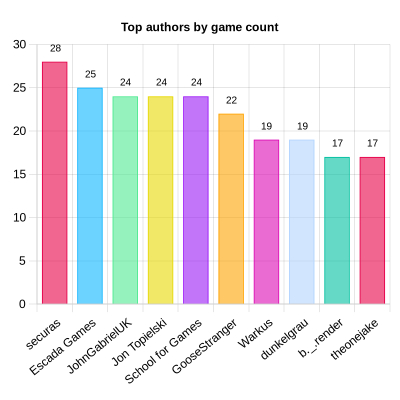 Top authors by game count
30
25
20
15
10
5
0
28
25
24
24
24
22
19
19
17
17
securas
Escada Games
JohnGabrielUK
Jon Topielski
School for Games
GooseStranger
Warkus
dunkelgrau
b._.render
theonejake